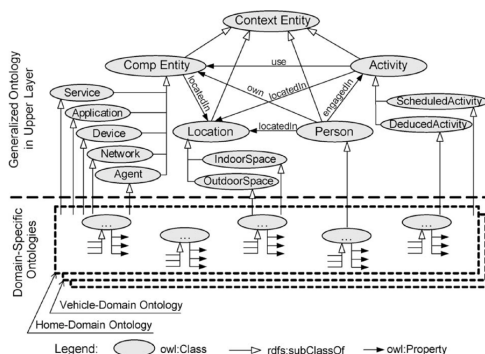 Generalized Ontology
in Upper Layer
Context Entity
Comp Entity
use
Activity
Service
Application
Device
Network
Agent
locatedIn
own
locatedIn
engagedIn
Location
locatedIn
Person
IndoorSpace
OutdoorSpace
ScheduledActivity
DeducedActivity
Domain-Specific
Ontologies
...
...
...
...
...
Vehicle-Domain Ontology
Home-Domain Ontology
Legend: owl:Class rdfs:subClassOf owl:Property